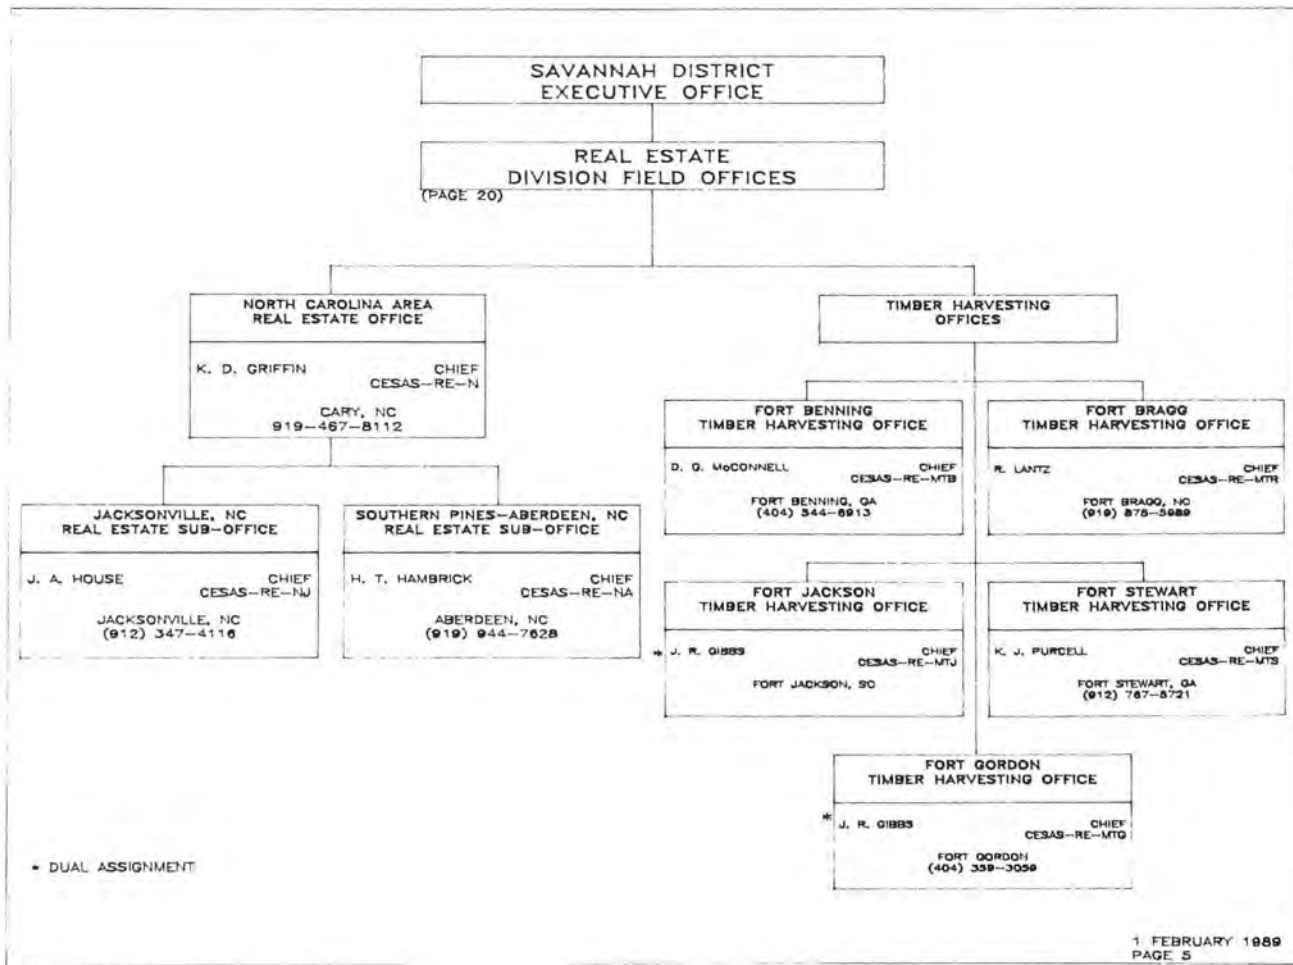 SAVANNAH DISTRICT
EXECUTIVE OFFICE
REAL ESTATE
DIVISION FIELD OFFICES
(PAGE 20)
NORTH CAROLINA AREA
REAL ESTATE OFFICE
K. D. GRIFFIN CHIEF
CESAS-RE-N
CARY, NC
919-467-8112
JACKSONVILLE, NC
REAL ESTATE SUB-OFFICE
J. A. HOUSE CHIEF
CESAS-RE-NJ
JACKSONVILLE, NC
(912) 347-4116
SOUTHERN PINES-ABERDEEN, NC
REAL ESTATE SUB-OFFICE
H. T. HAMBRICK CHIEF
CESAS-RE-NA
ABERDEEN, NC
(919) 944-7628
TIMBER HARVESTING
OFFICES
FORT BENNING
TIMBER HARVESTING OFFICE
D. G. McCONNELL CHIEF
CESAS-RE-MTB
FORT BENNING, GA
(404) 544-6913
FORT BRAGG
TIMBER HARVESTING OFFICE
R. LANTZ CHIEF
CESAS-RE-MTR
FORT BRAGG, NC
(919)
FORT JACKSON
TIMBER HARVESTING OFFICE
* J. R. GIBBS CHIEF
CESAS-RE-MTJ
FORT JACKSON, SC
FORT STEWART
TIMBER HARVESTING OFFICE
K. J. PURCELL CHIEF
CESAS-RE-MTS
FORT STEWART, GA
(912) 767-8721
FORT GORDON
TIMBER HARVESTING OFFICE
* J. R. GIBBS CHIEF
CESAS-RE-MTG
FORT GORDON
(404)
* DUAL ASSIGNMENT
1 FEBRUARY 1989
PAGE 5